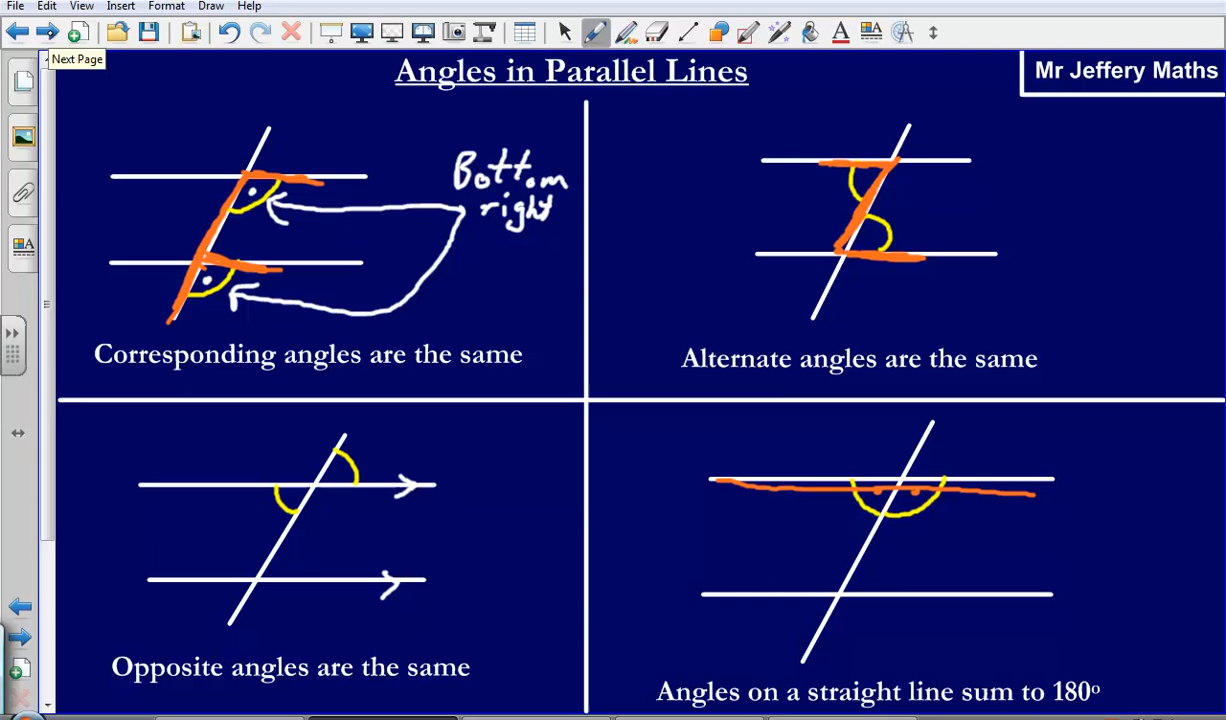 File Edit View Insert Format Draw Help
Next Page
Angles in Parallel Lines
Mr Jeffery Maths
Bottom
right
Corresponding angles are the same
Alternate angles are the same
Opposite angles are the same
Angles on a straight line sum to 180º